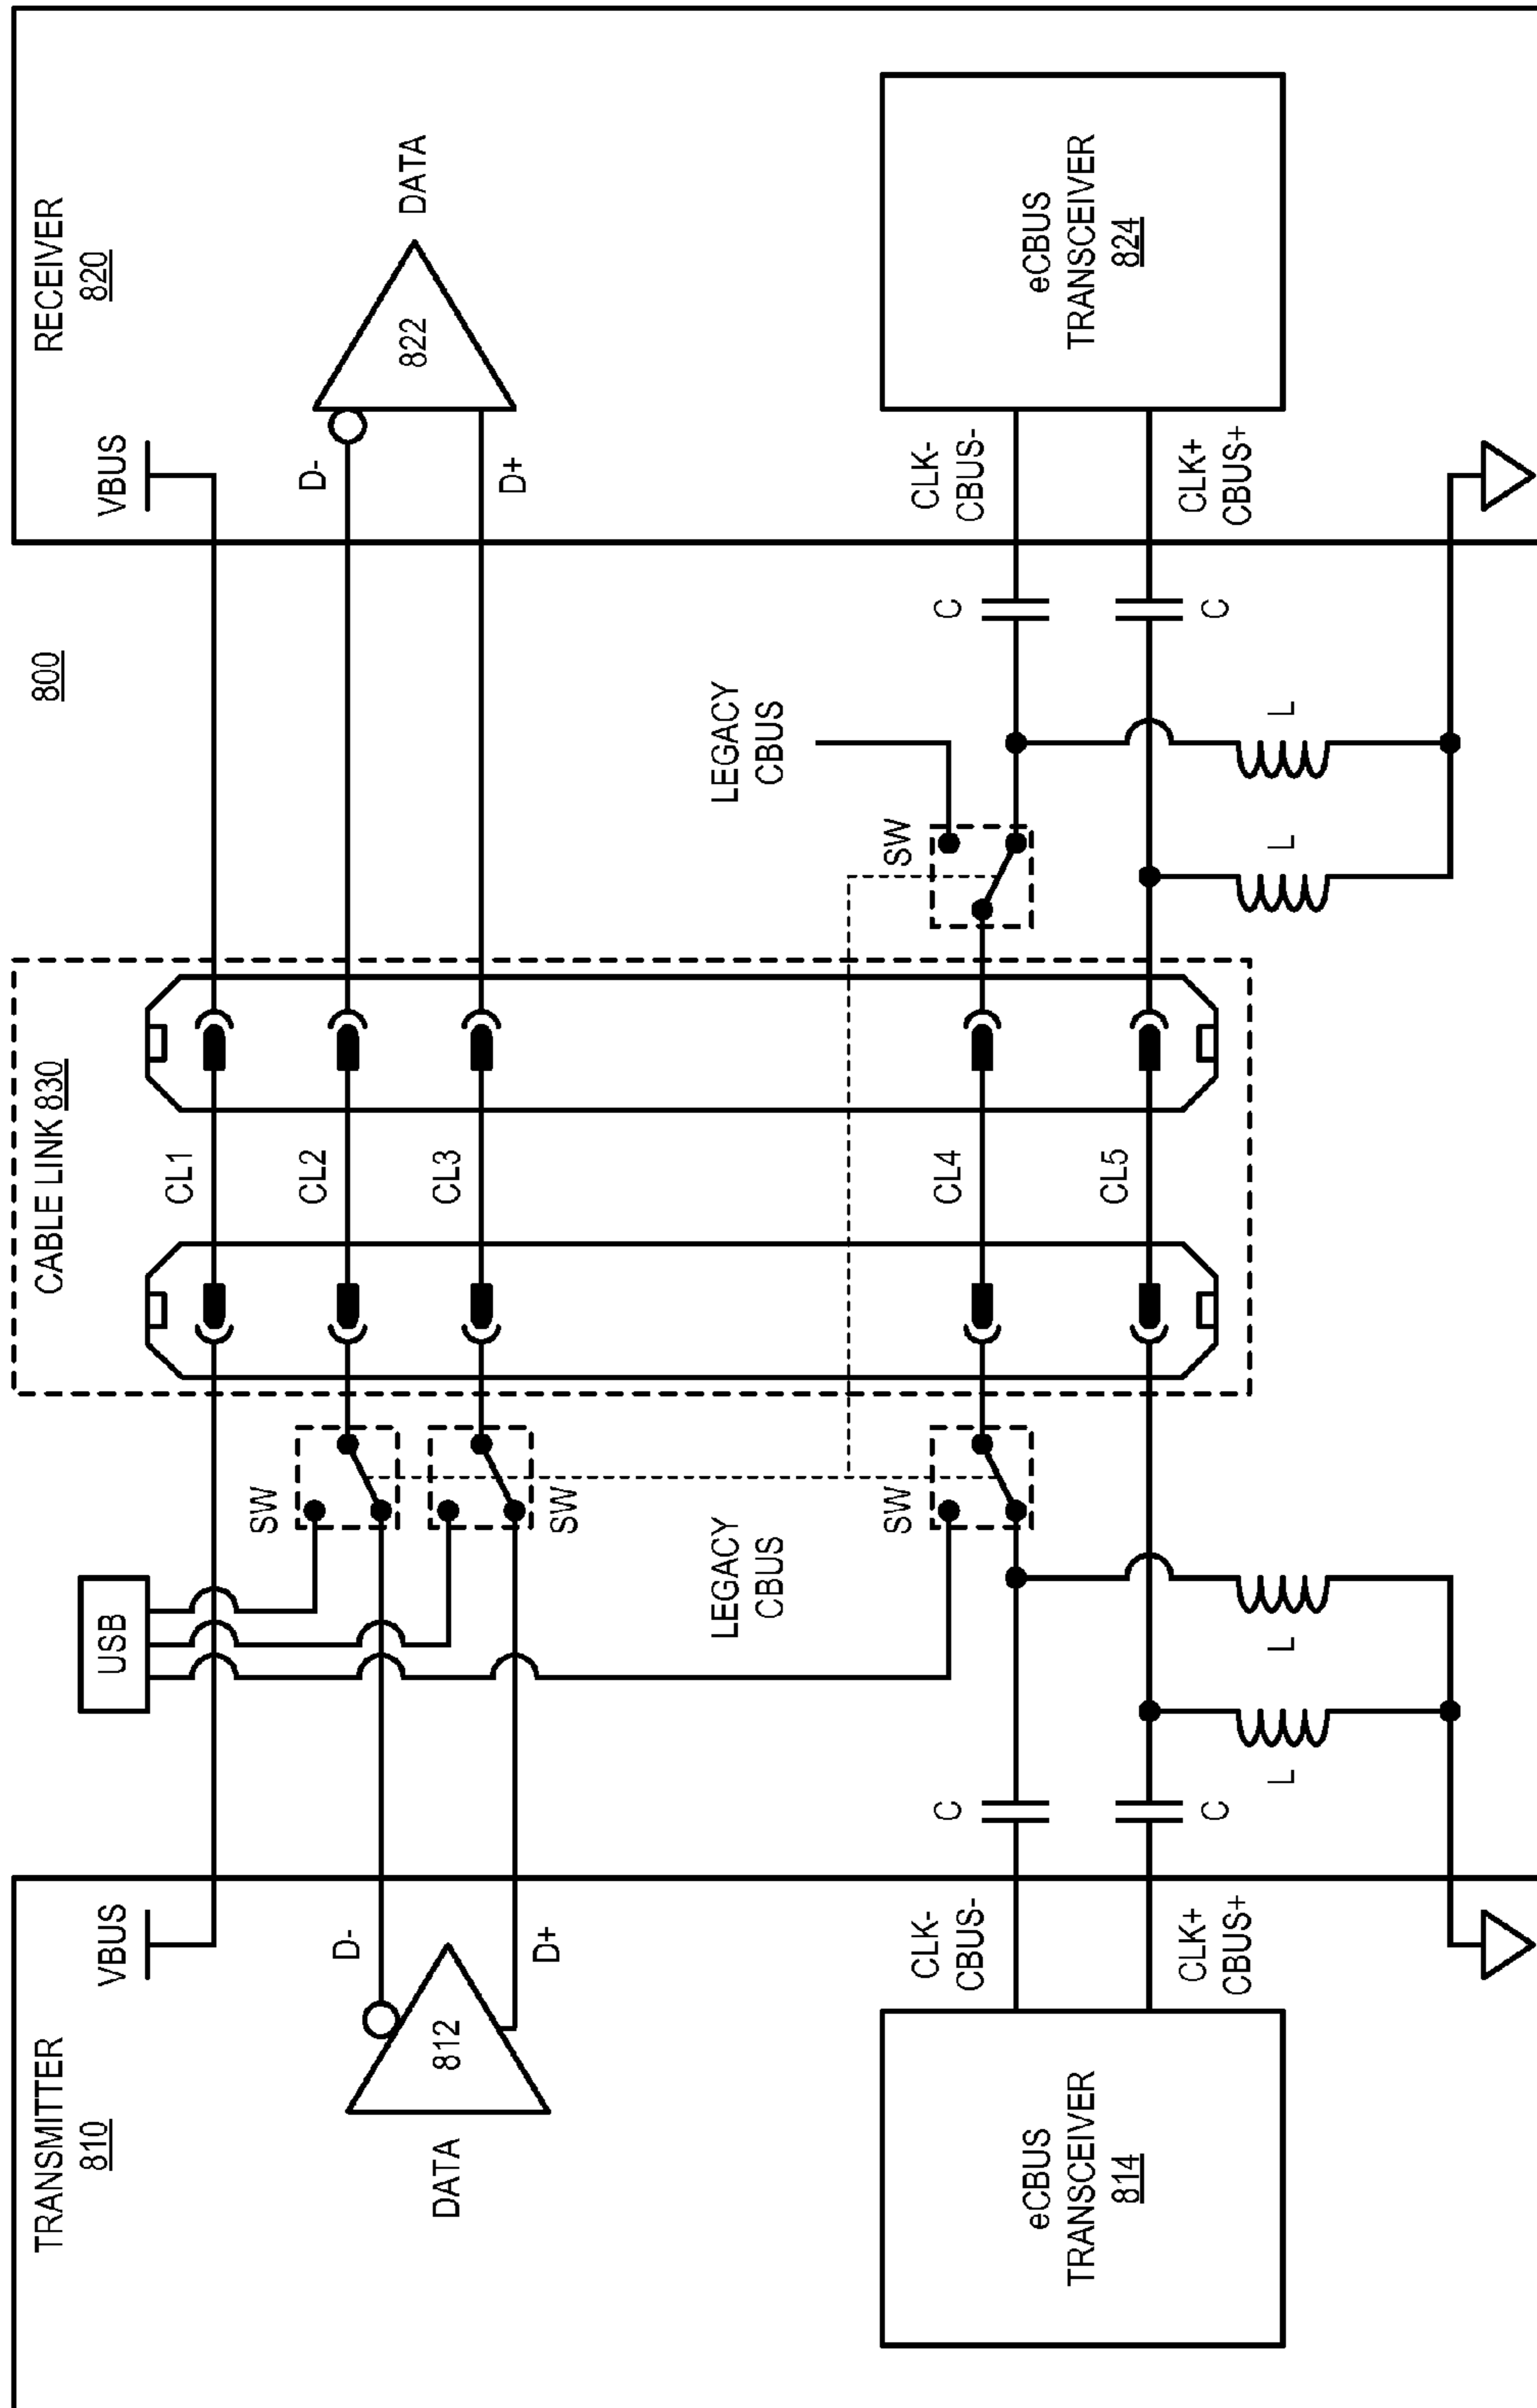 800
TRANSMITTER
810
VBUS
DATA
812
D-
D+
eCBUS
TRANSCEIVER
814
CLK-
CBUS-
CLK+
CBUS+
C
C
L
L
USB
SW
SW
LEGACY
CBUS
SW
CABLE LINK 830
CL1
CL2
CL3
CL4
CL5
SW
LEGACY
CBUS
L
L
C
C
RECEIVER
820
VBUS
D-
D+
822
DATA
CLK-
CBUS-
CLK+
CBUS+
eCBUS
TRANSCEIVER
824